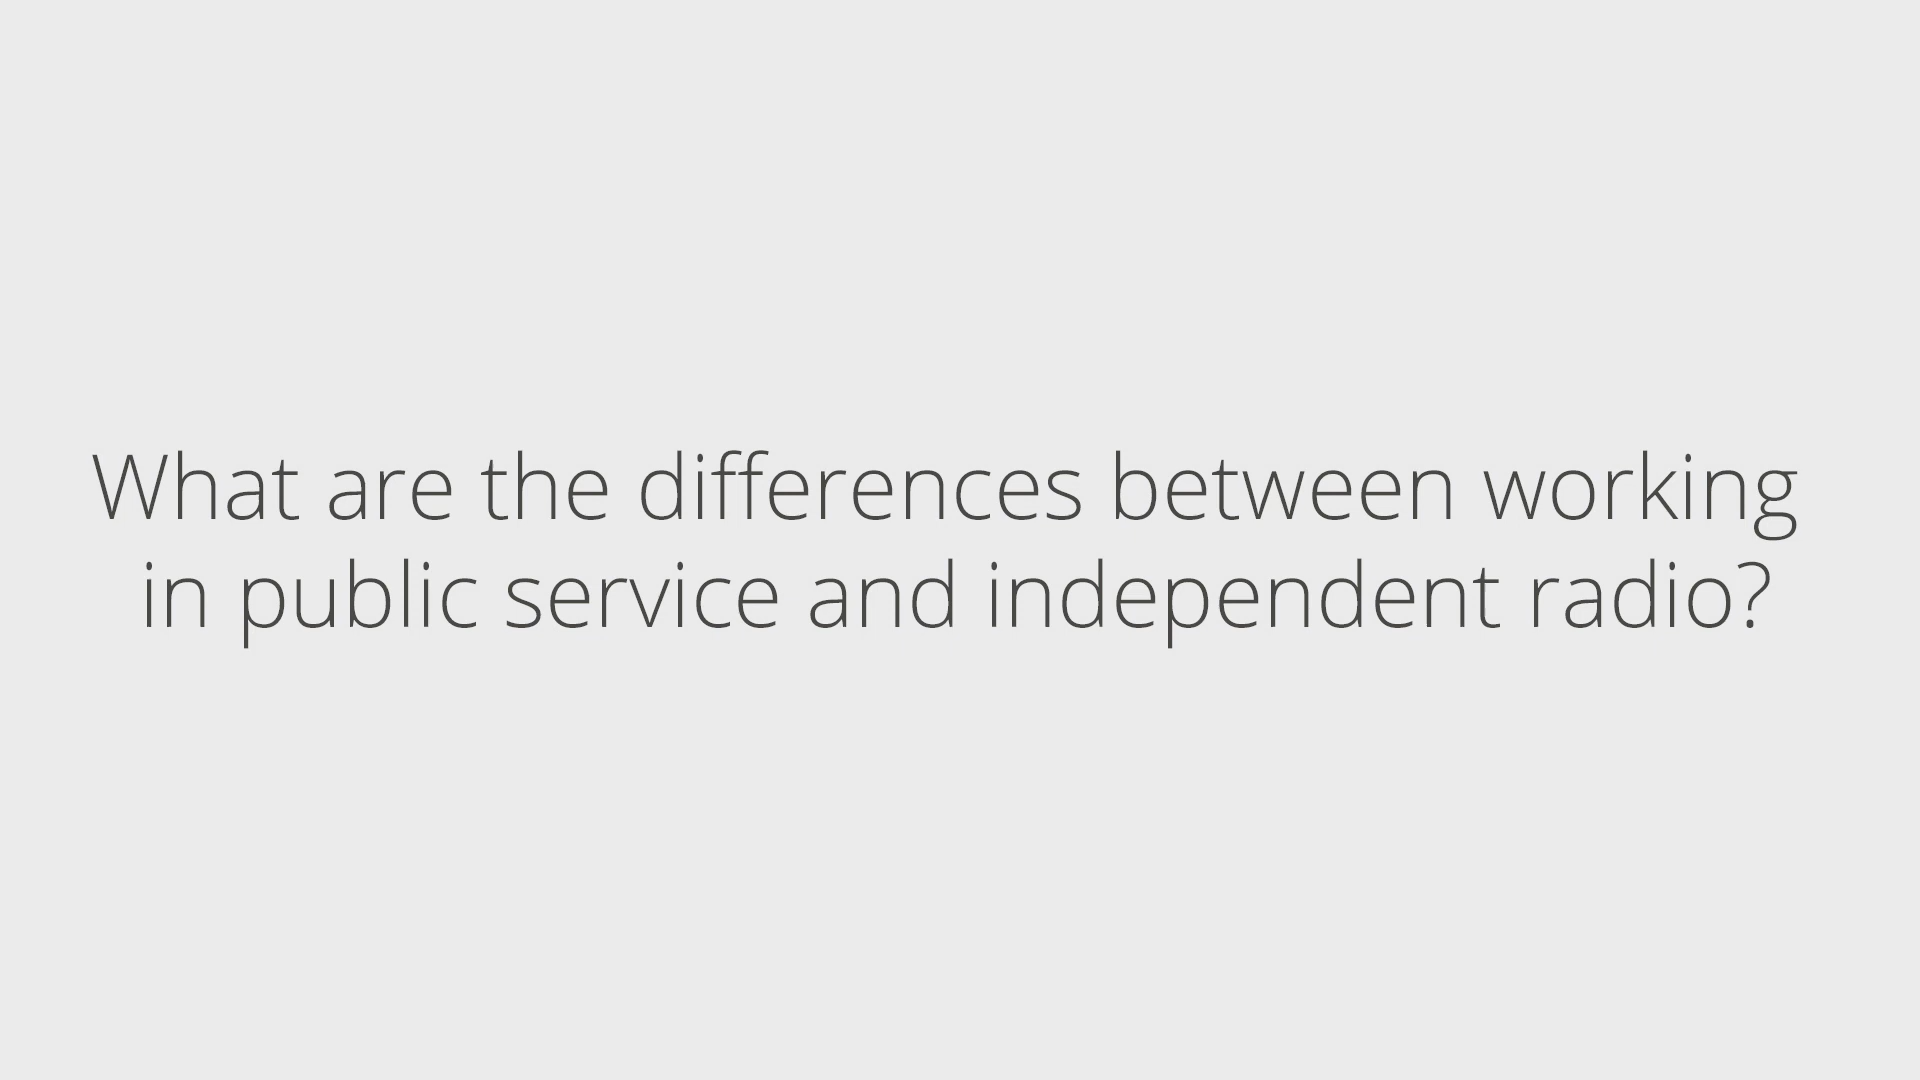 What are the differences between working
in public service and independent radio?